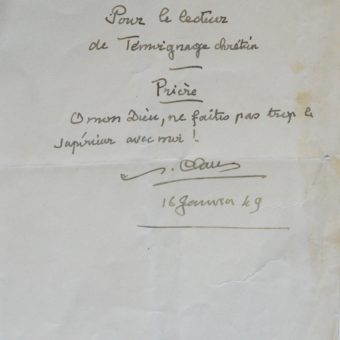 Pour le lecteur
de Témoignage chrétien
Prière
O mon Dieu, ne faites pas trop le
supérieur avec moi !
16 Janvier 49